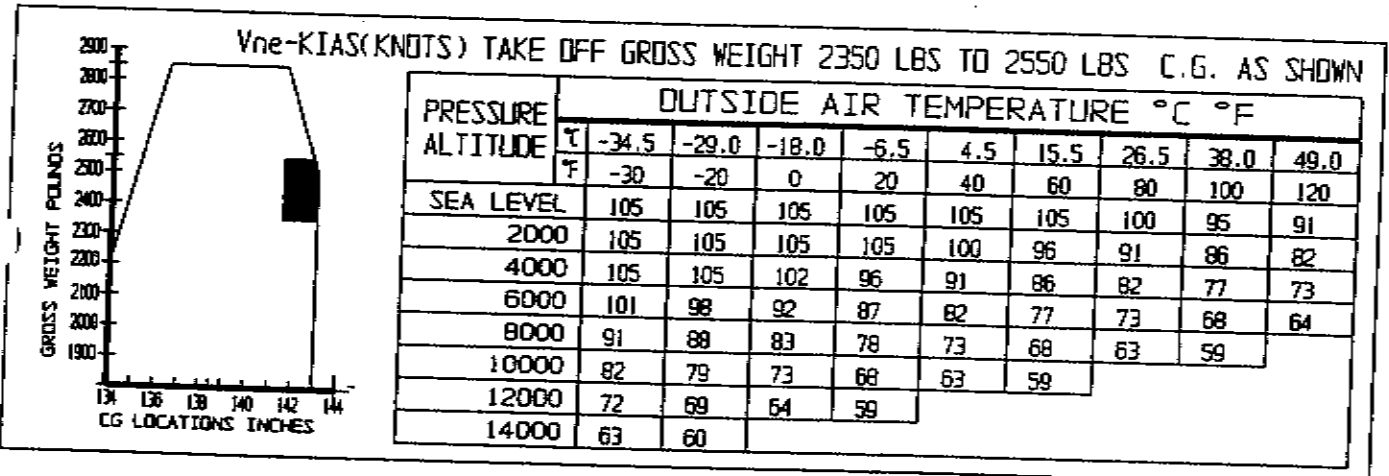 Vne-KIAS(KNOTS) TAKE OFF GROSS WEIGHT 2350 LBS TO 2550 LBS C.G. AS SHOWN
2900
2800
2700
2600
2500
2400
2300
2200
2100
2000
1900
GROSS WEIGHT POUNDS
134 136 138 140 142 144
CG LOCATIONS INCHES
PRESSURE ALTITUDE
OUTSIDE AIR TEMPERATURE °C °F
°C -34.5 -29.0 -18.0 -6.5 4.5 15.5 26.5 38.0 49.0
°F -30 -20 0 20 40 60 80 100 120
SEA LEVEL 105 105 105 105 105 105 100 95 91
2000 105 105 105 105 100 96 91 86 82
4000 105 105 102 96 91 86 82 77 73
6000 101 98 92 87 82 77 73 68 64
8000 91 88 83 78 73 68 63 59
10000 82 79 73 68 63 59
12000 72 69 64 59
14000 63 60